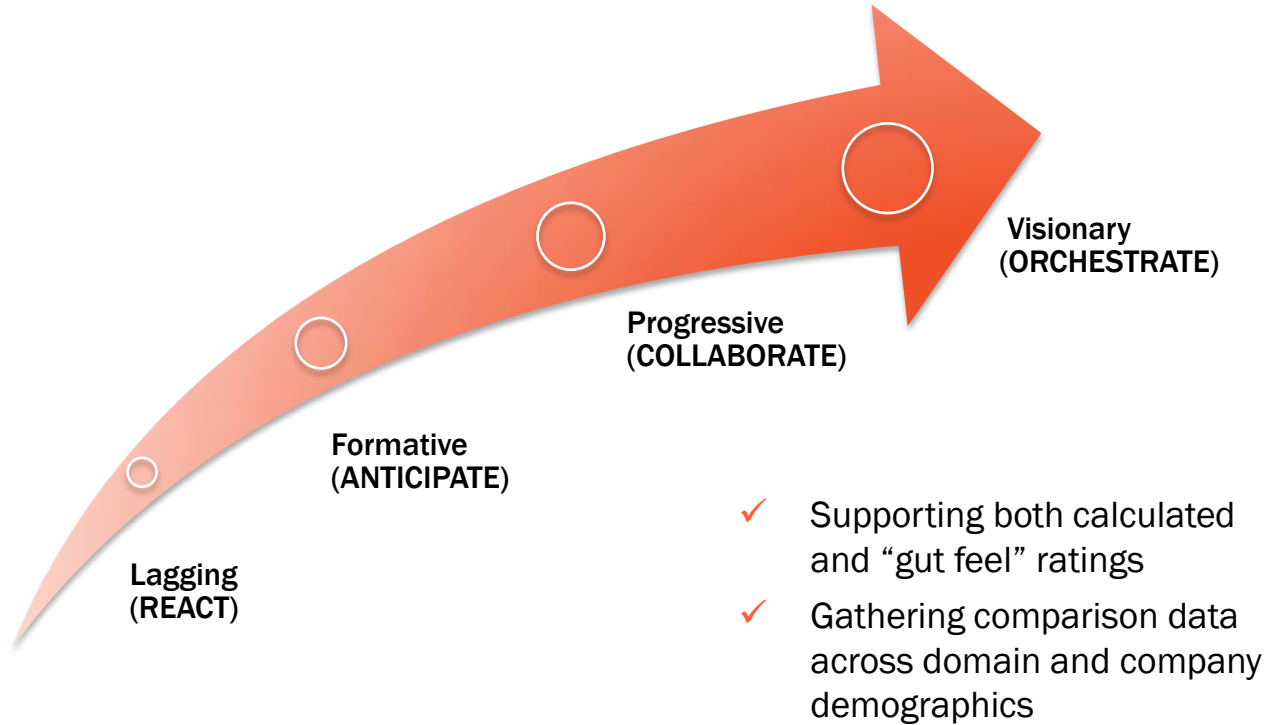 Visionary
(ORCHESTRATE)
Progressive
(COLLABORATE)
Formative
(ANTICIPATE)
Lagging
(REACT)
✓ Supporting both calculated
and “gut feel” ratings
✓ Gathering comparison data
across domain and company
demographics